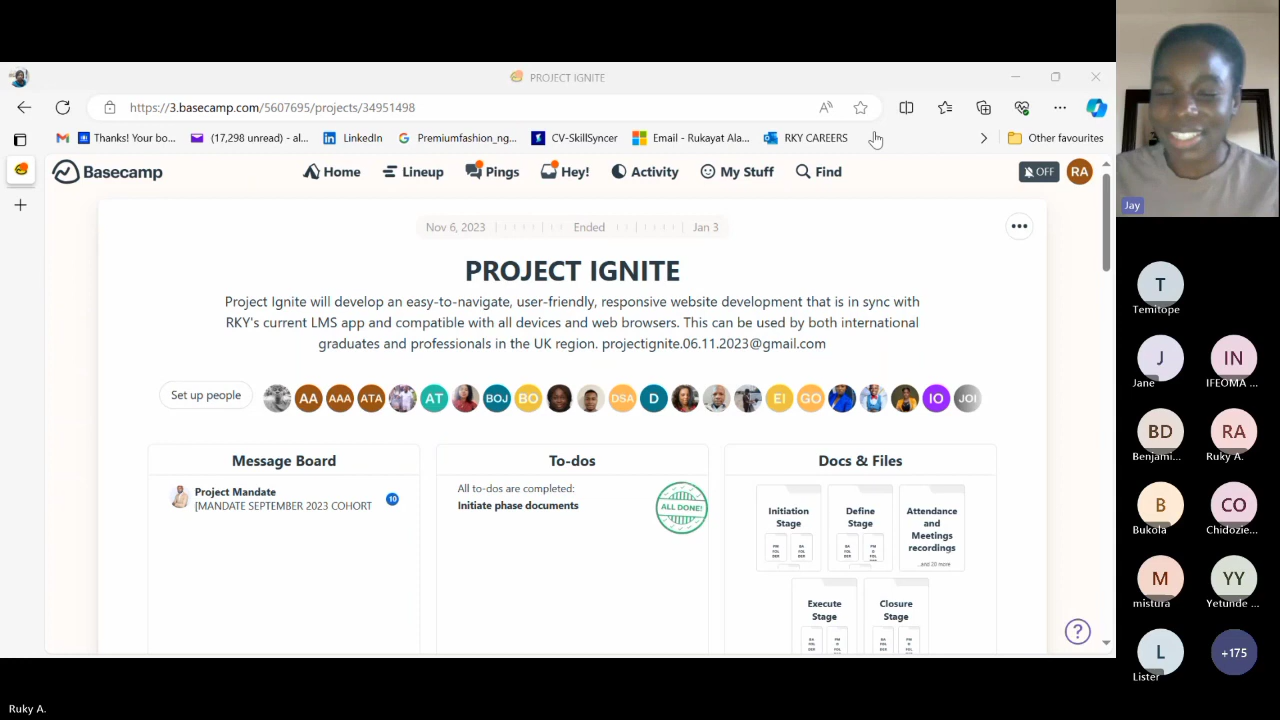 PROJECT IGNITE
https://3.basecamp.com/5607695/projects/34951498
Thanks! Your bo...
(17,298 unread) - al...
LinkedIn
Premiumfashion_ng...
CV-SkillSyncer
Email - Rukayat Ala...
RKY CAREERS
Other favourites
Basecamp
Home
Lineup
Pings
Hey!
Activity
My Stuff
Find
OFF
RA
Jay
Nov 6, 2023
Ended
Jan 3
PROJECT IGNITE
Project Ignite will develop an easy-to-navigate, user-friendly, responsive website development that is in sync with
RKY's current LMS app and compatible with all devices and web browsers. This can be used by both international
graduates and professionals in the UK region. projectignite.06.11.2023@gmail.com
Set up people
AA
AAA
ATA
AT
BOJ
BO
DSA
D
EI
GO
IO
JOI
Message Board
Project Mandate
[MANDATE SEPTEMBER 2023 COHORT
10
To-dos
All to-dos are completed:
Initiate phase documents
ALL DONE!
Docs & Files
Initiation
Stage
Define
Stage
Attendance
and
Meetings
recordings
...and 20 more
Execute
Stage
Closure
Stage
?
T
Temitope
J
Jane
IN
IFEOMA ...
BD
Benjami...
RA
Ruky A.
B
Bukola
CO
Chidozie...
M
mistura
YY
Yetunde ...
L
Lister
+175
Ruky A.